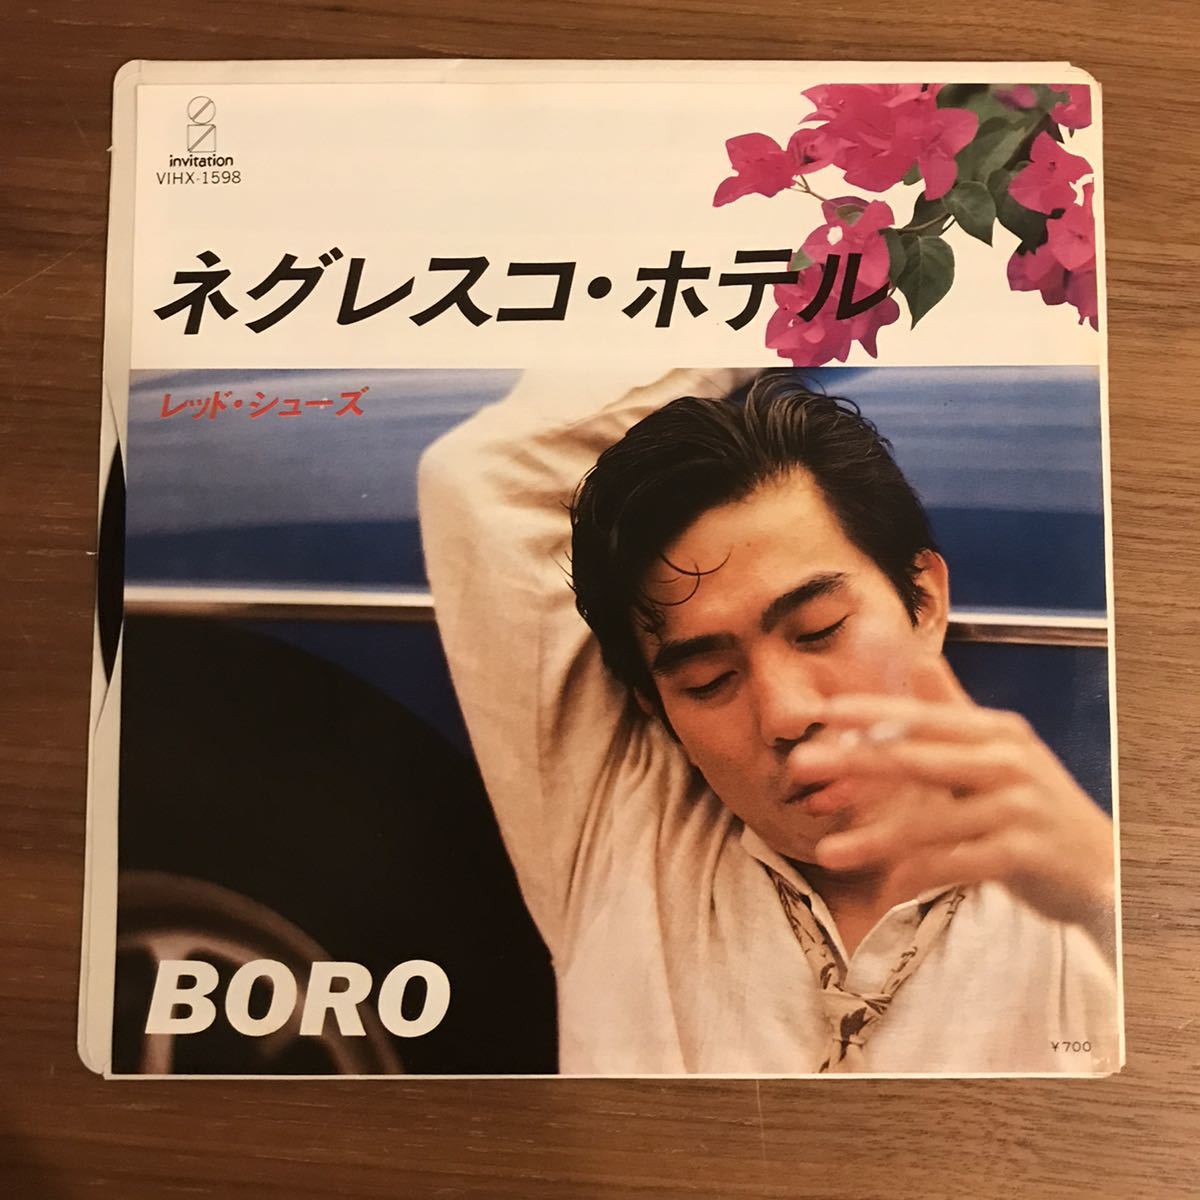 invitation
VIHX-1598
ネグレスコ・ホテル
レッド・シューズ
BORO
¥700